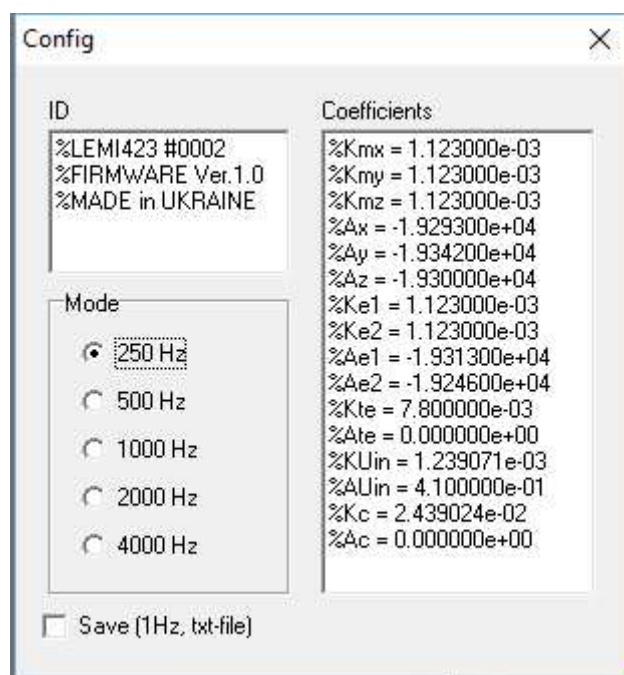 Config
ID
%LEMI423 #0002
%FIRMWARE Ver.1.0
%MADE in UKRAINE
Mode
250 Hz
500 Hz
1000 Hz
2000 Hz
4000 Hz
Save (1Hz, txt-file)
Coefficients
%Kmx = 1.123000e-03
%Kmy = 1.123000e-03
%Kmz = 1.123000e-03
%Ax = -1.929300e+04
%Ay = -1.934200e+04
%Az = -1.930000e+04
%Ke1 = 1.123000e-03
%Ke2 = 1.123000e-03
%Ae1 = -1.931300e+04
%Ae2 = -1.924600e+04
%Kte = 7.800000e-03
%Ate = 0.000000e+00
%KUin = 1.239071e-03
%AUin = 4.100000e-01
%Kc = 2.439024e-02
%Ac = 0.000000e+00